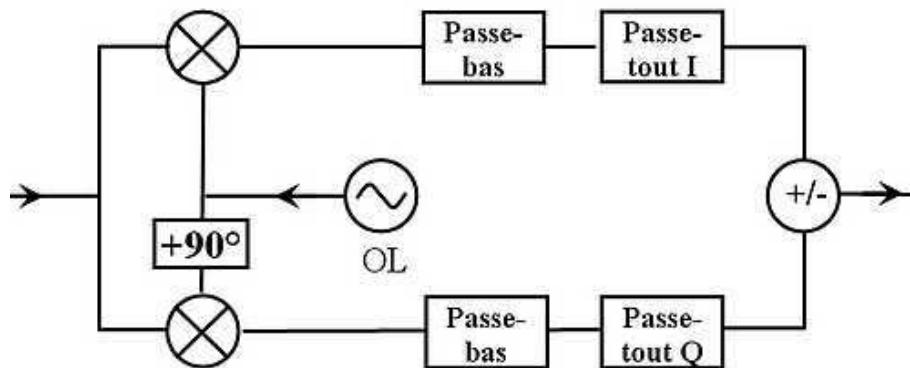 Passe-
bas
Passe-
tout I
+/-
+90°
OL
Passe-
bas
Passe-
tout Q